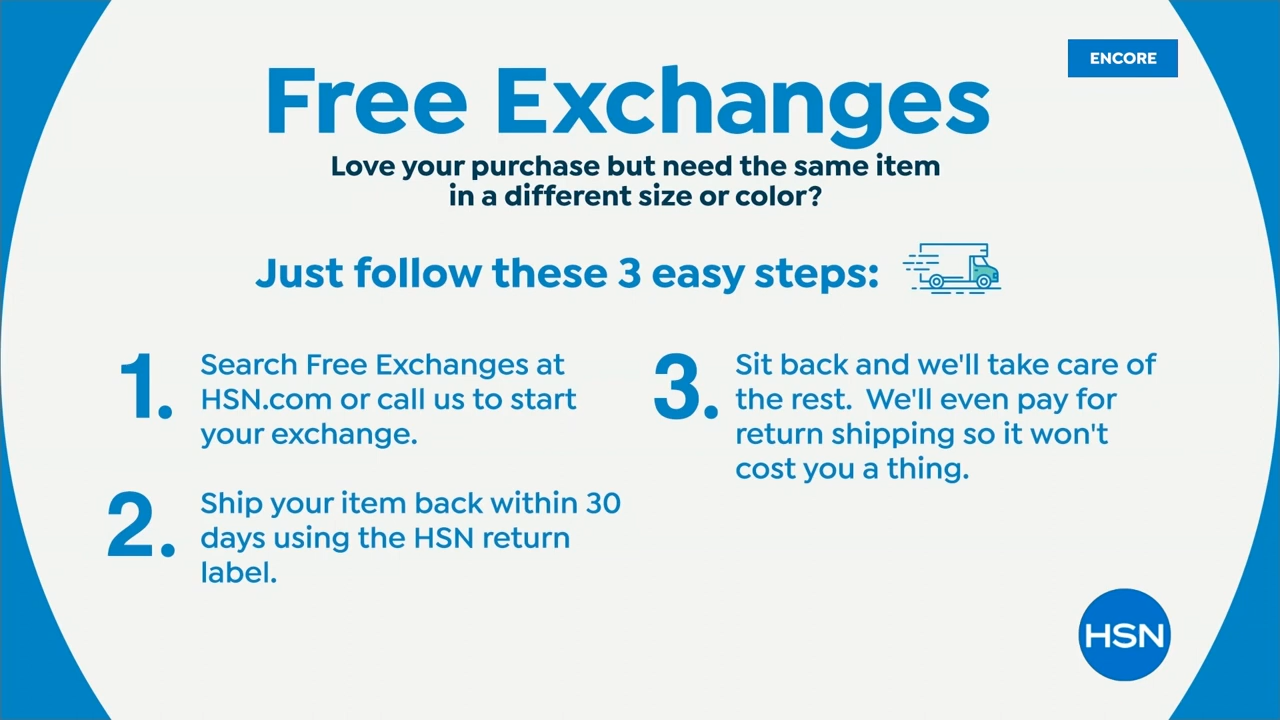 ENCORE
Free Exchanges
Love your purchase but need the same item
in a different size or color?
Just follow these 3 easy steps:
1. Search Free Exchanges at
HSN.com or call us to start
your exchange.
2. Ship your item back within 30
days using the HSN return
label.
3. Sit back and we'll take care of
the rest.  We'll even pay for
return shipping so it won't
cost you a thing.
HSN